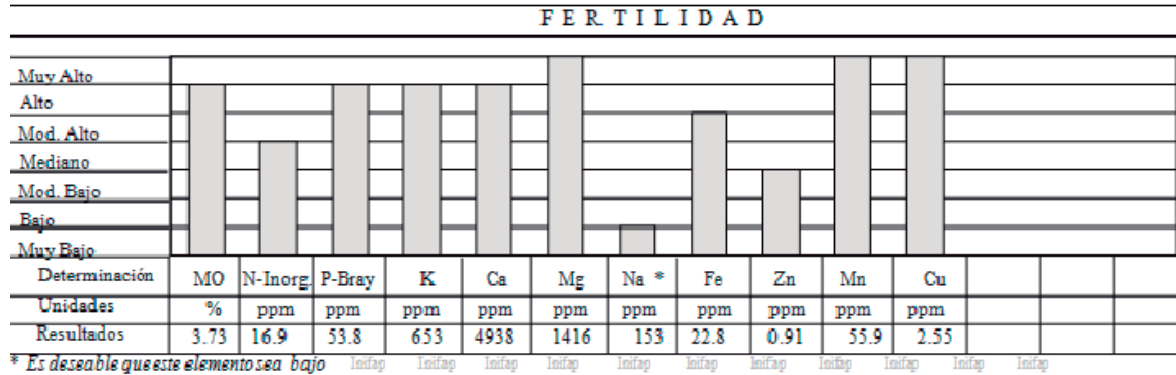 FERTILIDAD
Muy Alto
Alto
Mod. Alto
Mediano
Mod. Bajo
Bajo
Muy Bajo
Determinación MO N-Inorg. P-Bray K Ca Mg Na * Fe Zn Mn Cu
Unidades % ppm ppm ppm ppm ppm ppm ppm ppm ppm ppm
Resultados 3.73 16.9 53.8 653 4938 1416 153 22.8 0.91 55.9 2.55
* Es deseable que este elemento sea bajo Inifap Inifap Inifap Inifap Inifap Inifap Inifap Inifap Inifap Inifap Inifap